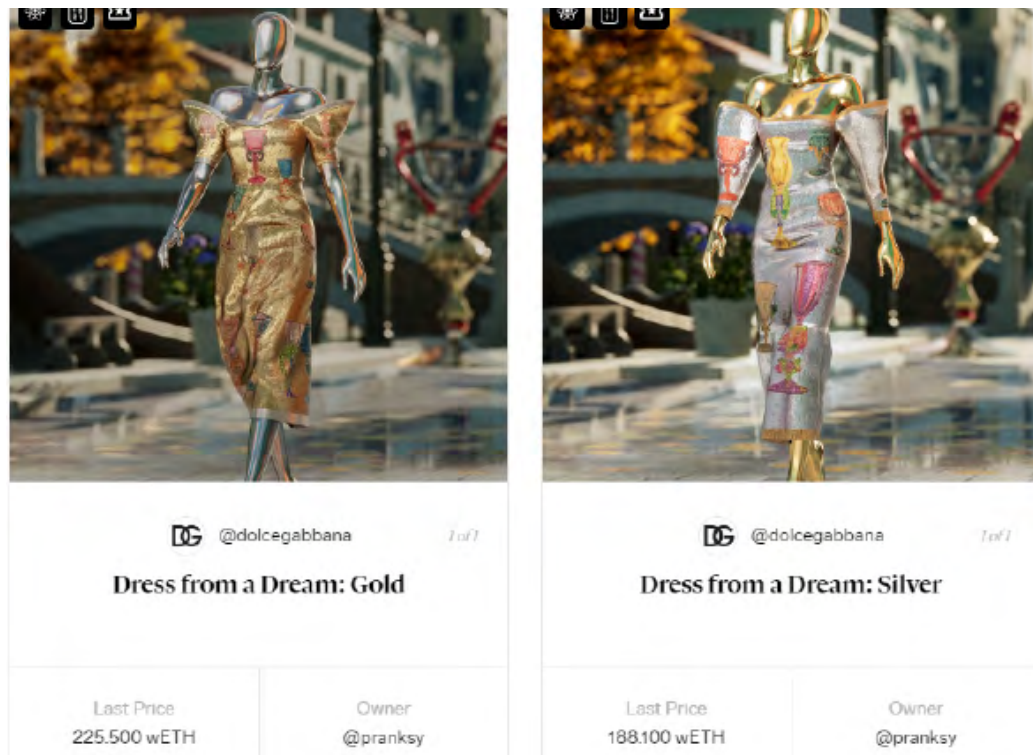 DG @dolcegabbana 1 of 1
Dress from a Dream: Gold
Last Price
225.500 wETH
Owner
@pranksy
DG @dolcegabbana 1 of 1
Dress from a Dream: Silver
Last Price
188.100 wETH
Owner
@pranksy